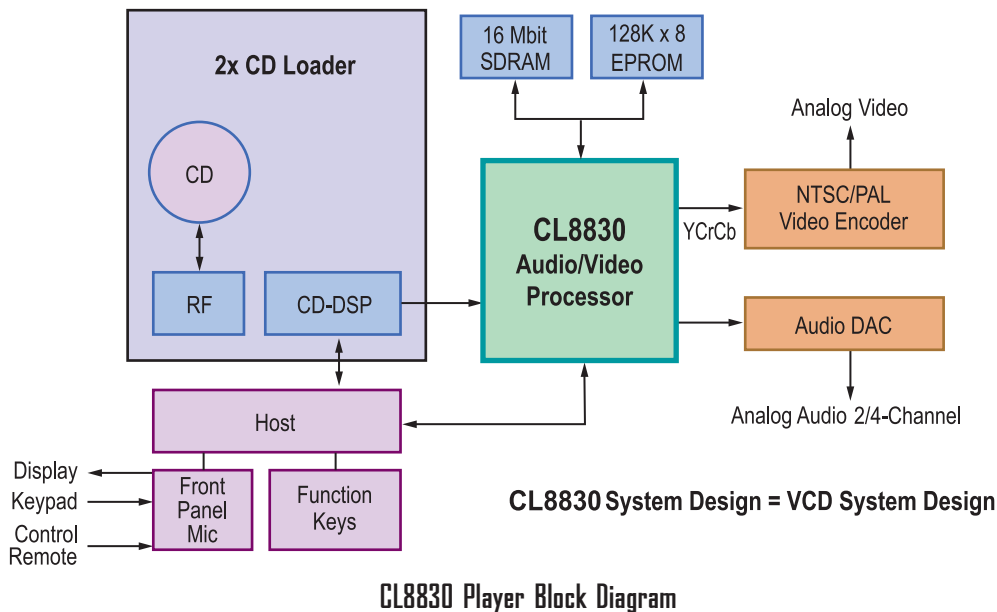 2x CD Loader
CD
RF
CD-DSP
16 Mbit
SDRAM
128K x 8
EPROM
CL8830
Audio/Video
Processor
YCrCb
Analog Video
NTSC/PAL
Video Encoder
Audio DAC
Analog Audio 2/4-Channel
Host
Display
Keypad
Control
Remote
Front
Panel
Mic
Function
Keys
CL8830 System Design = VCD System Design
CL8830 Player Block Diagram